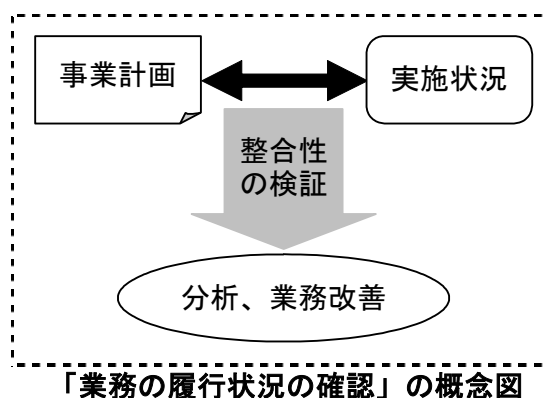 事業計画
実施状況
整合性
の検証
分析、業務改善
「業務の履行状況の確認」の概念図